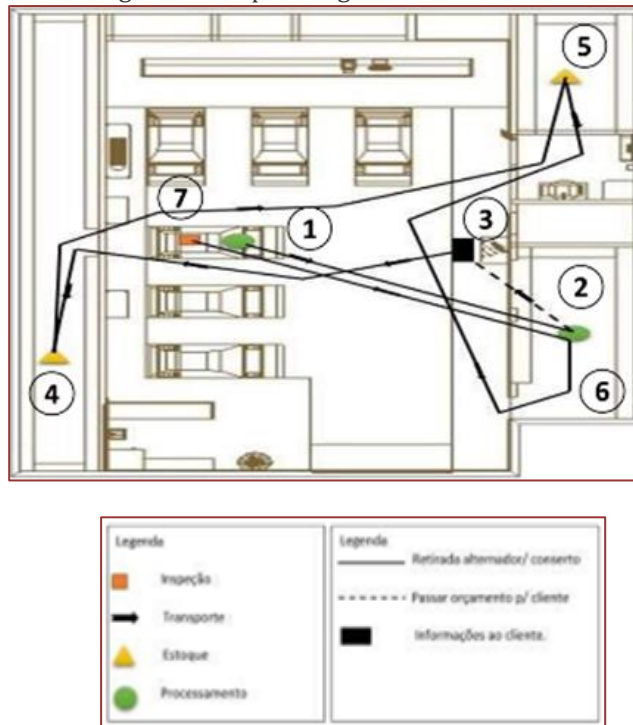 5
7
1
3
2
4
6
Legenda
Inspeção
Transporte
Estoque
Processamento
Legenda
Retirada alternador/ conserto
Passar orçamento p/ cliente
Informações ao cliente.